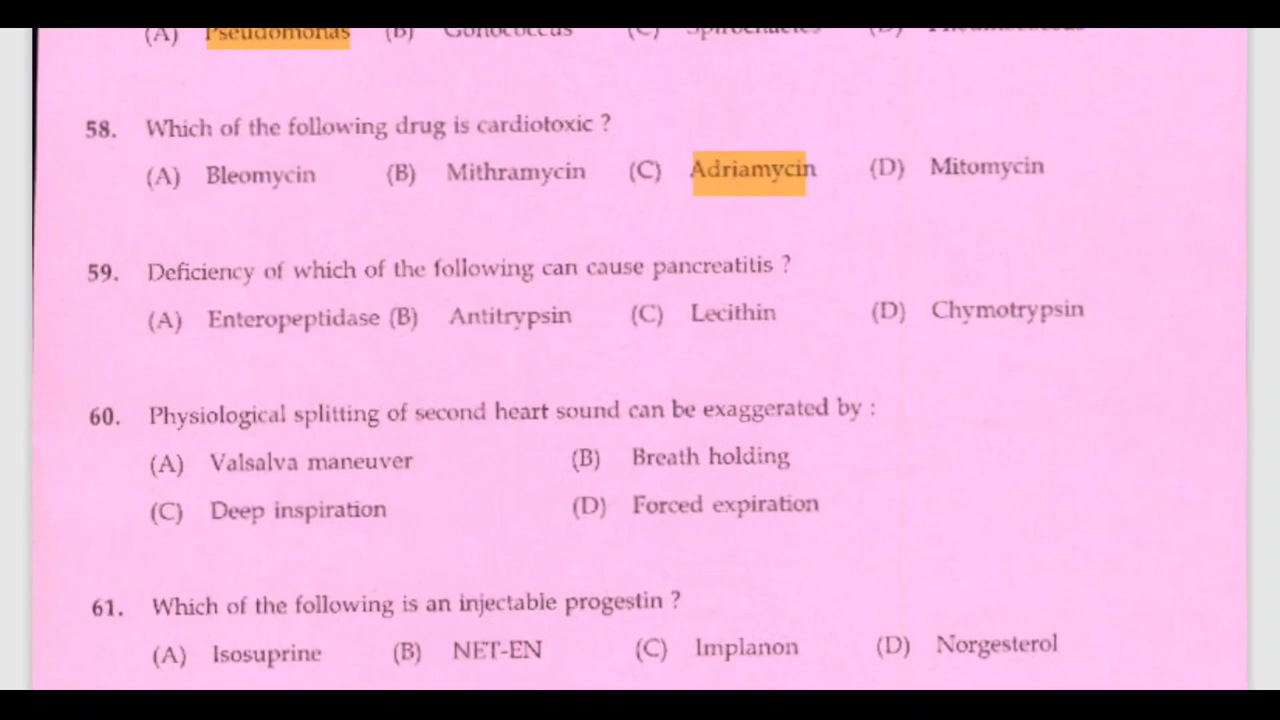 (A) Pseudomonas (B) Gonococcus (C) Spirochaetes (D) Pneumococcus
58. Which of the following drug is cardiotoxic ?
(A) Bleomycin (B) Mithramycin (C) Adriamycin (D) Mitomycin
59. Deficiency of which of the following can cause pancreatitis ?
(A) Enteropeptidase (B) Antitrypsin (C) Lecithin (D) Chymotrypsin
60. Physiological splitting of second heart sound can be exaggerated by :
(A) Valsalva maneuver (B) Breath holding
(C) Deep inspiration (D) Forced expiration
61. Which of the following is an injectable progestin ?
(A) Isosuprine (B) NET-EN (C) Implanon (D) Norgesterol